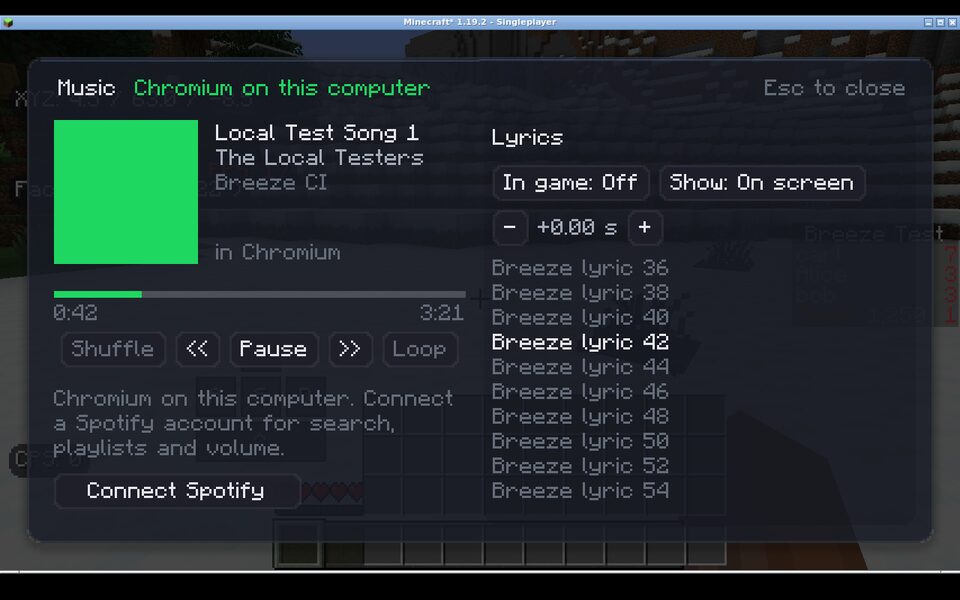 Minecraft* 1.19.2 - Singleplayer
Music Chromium on this computer
Esc to close
Local Test Song 1
The Local Testers
Breeze CI
in Chromium
0:42 3:21
Shuffle << Pause >> Loop
Chromium on this computer. Connect
a Spotify account for search,
playlists and volume.
Connect Spotify
Lyrics
In game: Off Show: On screen
- +0.00 s +
Breeze lyric 36
Breeze lyric 38
Breeze lyric 40
Breeze lyric 42
Breeze lyric 44
Breeze lyric 46
Breeze lyric 48
Breeze lyric 50
Breeze lyric 52
Breeze lyric 54
Breeze Test